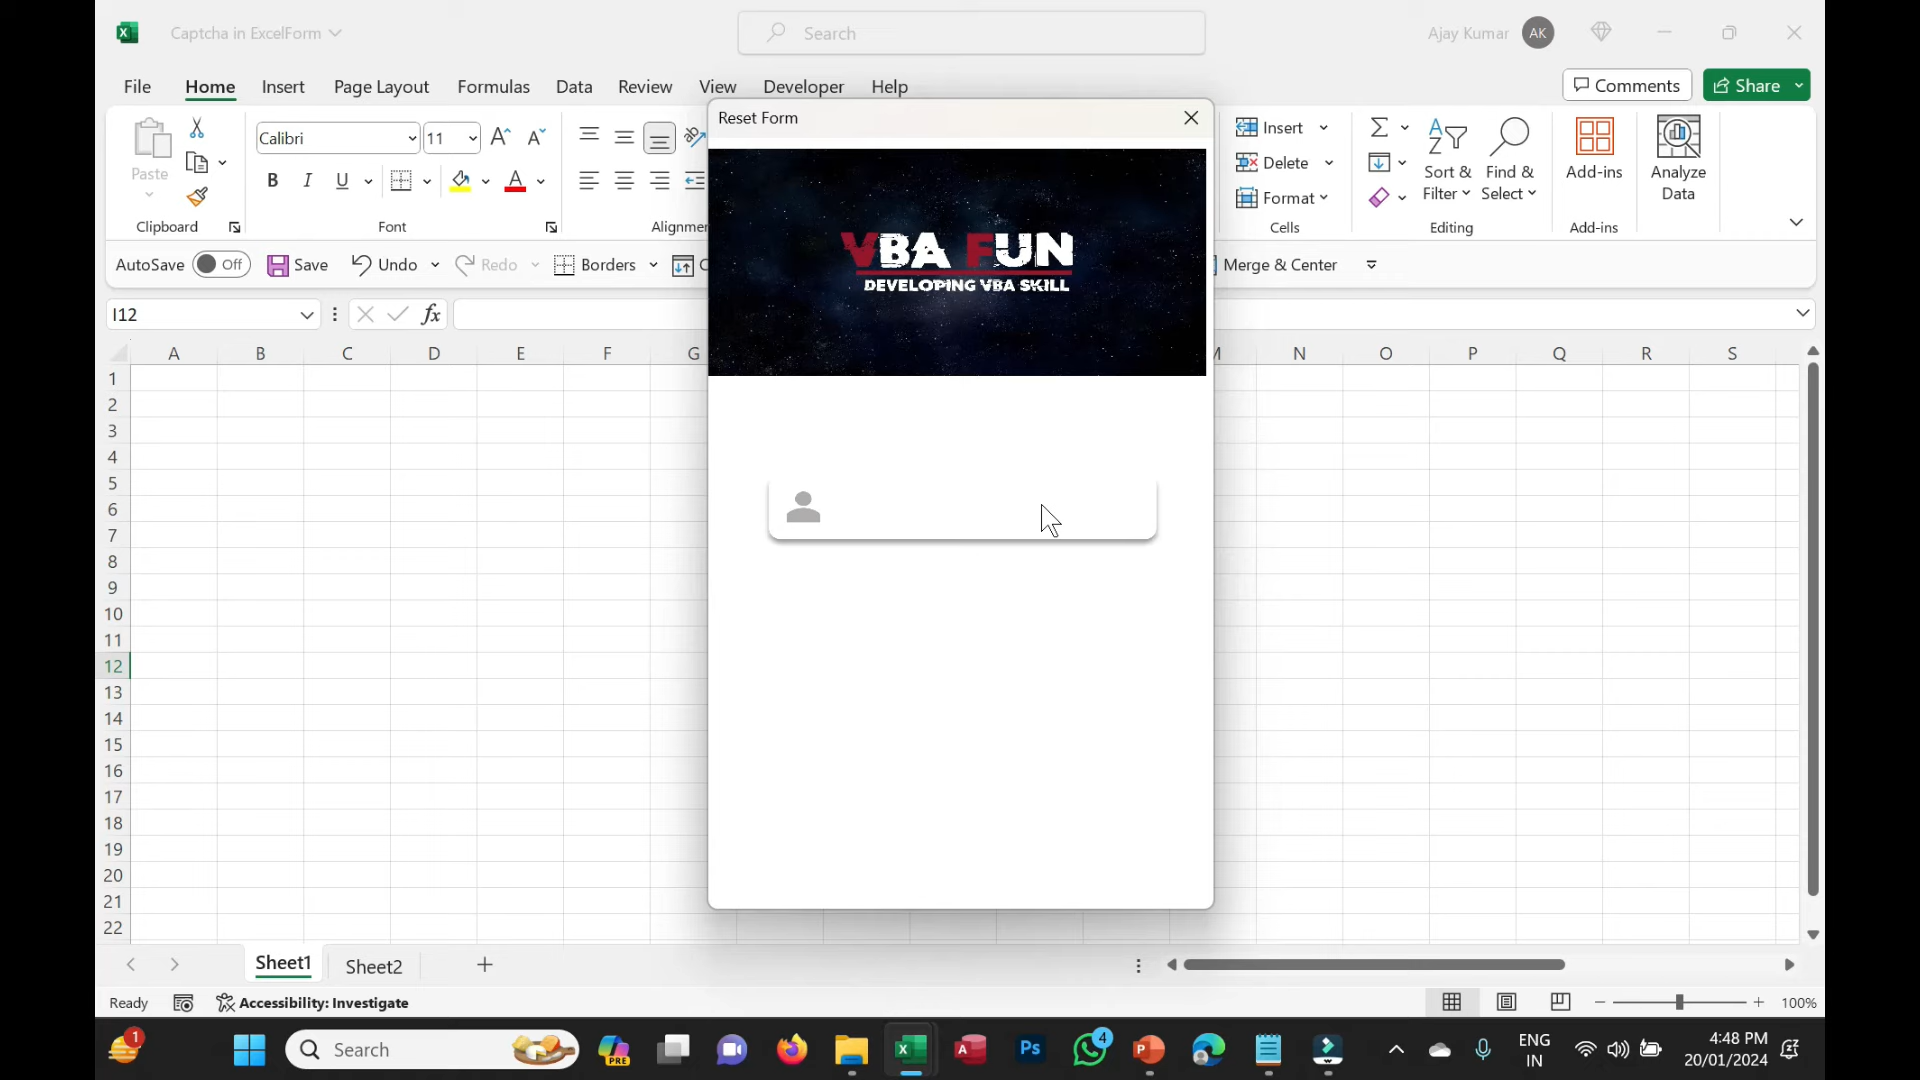 Captcha in ExcelForm
Search
Ajay Kumar AK
File Home Insert Page Layout Formulas Data Review View Developer Help
Comments Share
Reset Form
Paste
Calibri 11
B I U
Insert
Delete
Format
Sort & Filter
Find & Select
Add-ins
Analyze Data
Clipboard Font Cells Editing Add-ins
AutoSave Off Save Undo Redo Borders Merge & Center
VBA FUN
DEVELOPING VBA SKILL
I12 fx
A B C D E F G N O P Q R S
1
2
3
4
5
6
7
8
9
10
11
12
13
14
15
16
17
18
19
20
21
22
Sheet1 Sheet2
Ready Accessibility: Investigate 100%
1 Search PRE A Ps 4 P
ENG
IN
4:48 PM
20/01/2024